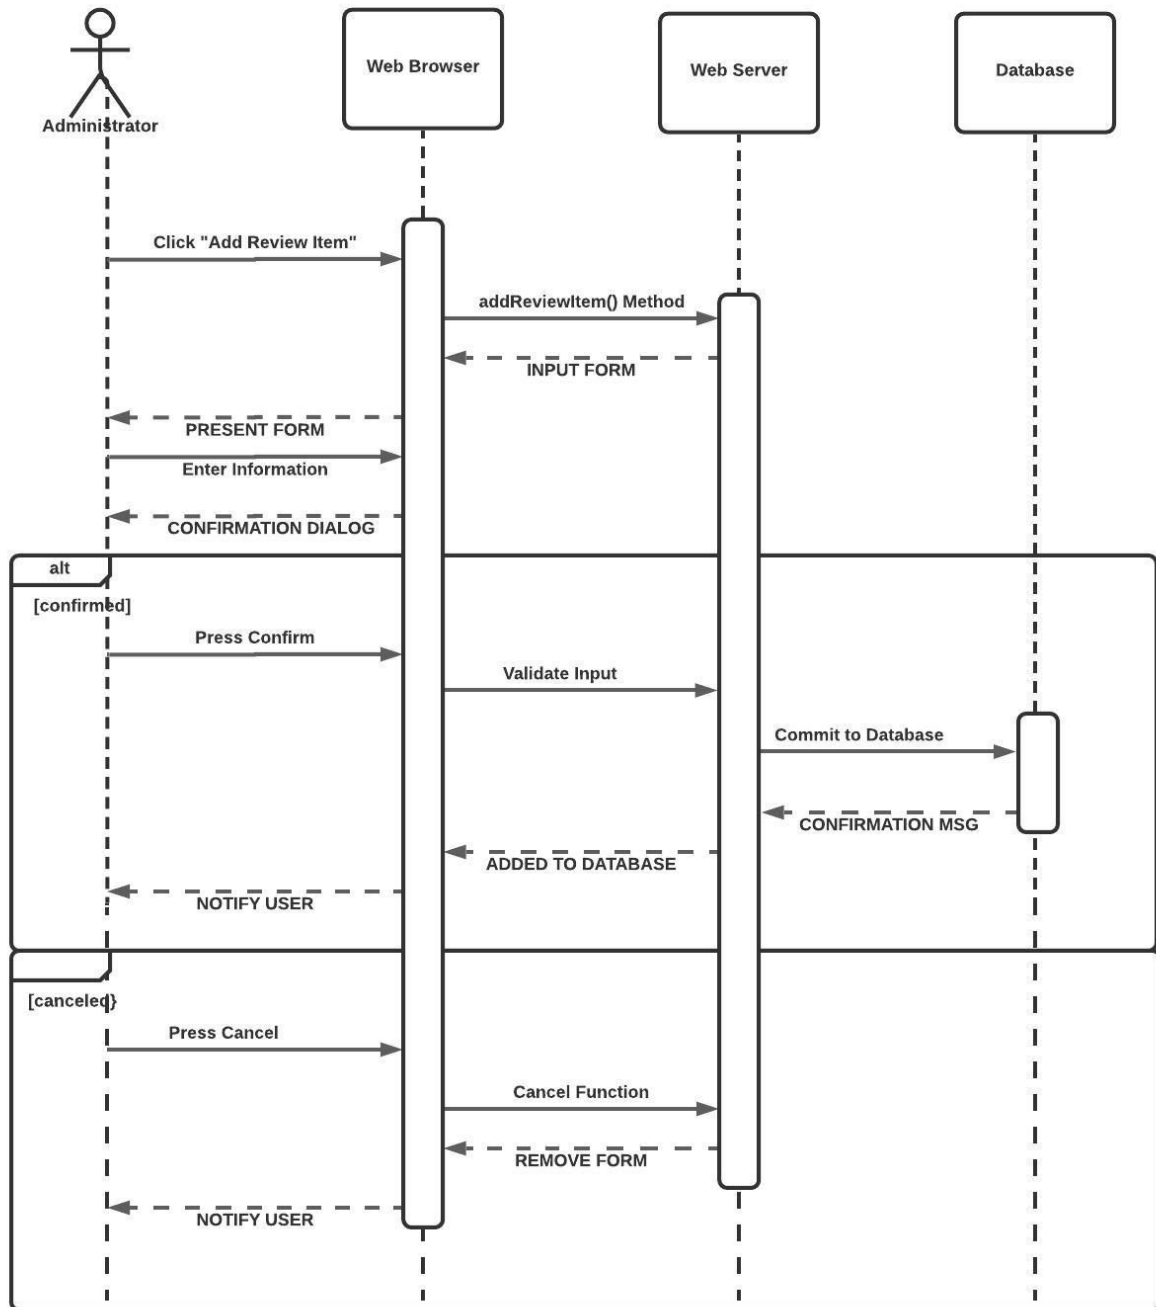 Administrator
Web Browser
Web Server
Database
Click "Add Review Item"
addReviewItem() Method
INPUT FORM
PRESENT FORM
Enter Information
CONFIRMATION DIALOG
alt
[confirmed]
Press Confirm
Validate Input
Commit to Database
CONFIRMATION MSG
ADDED TO DATABASE
NOTIFY USER
[canceled}
Press Cancel
Cancel Function
REMOVE FORM
NOTIFY USER